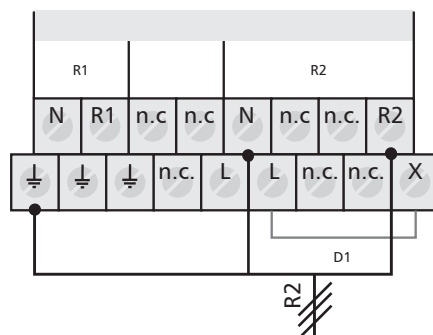 R1 R2
N R1 n.c n.c N n.c n.c. R2
n.c. L L n.c. n.c. X
D1
R2